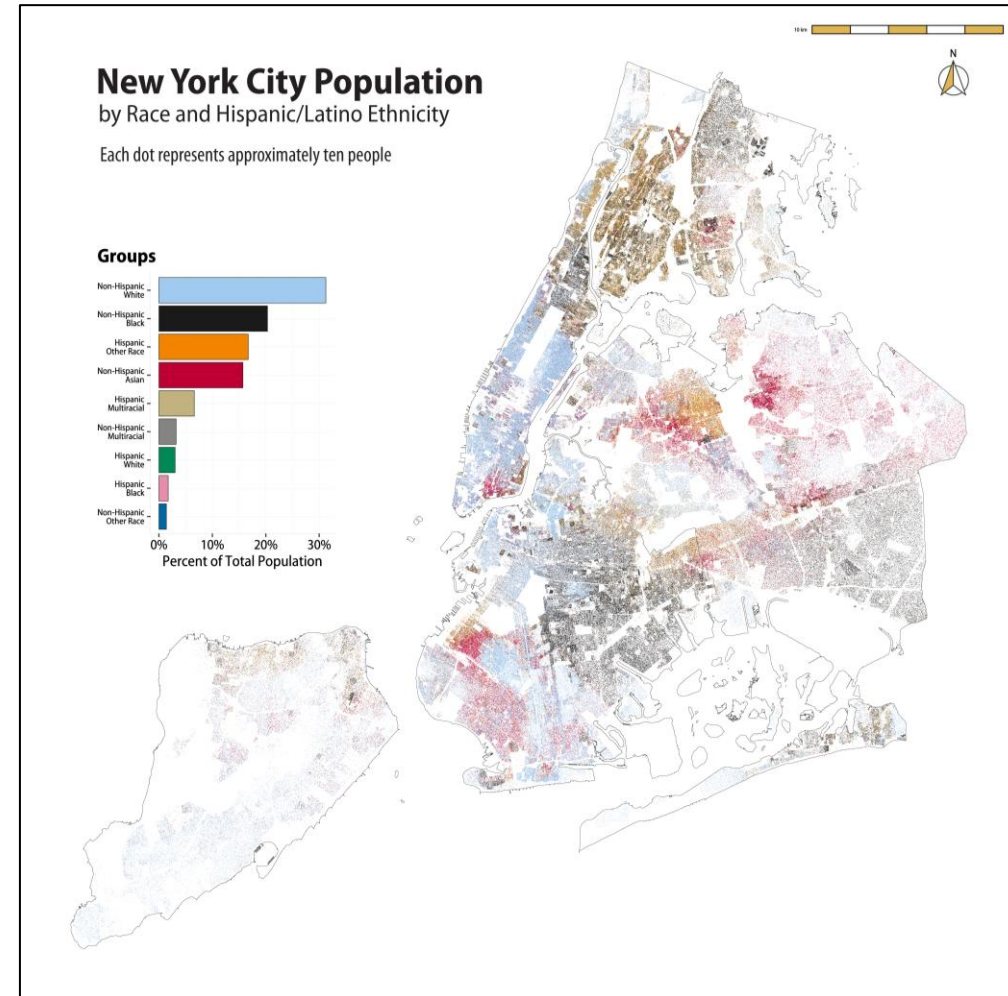 10 km
N
New York City Population
by Race and Hispanic/Latino Ethnicity
Each dot represents approximately ten people
Groups
Non-Hispanic
White
Non-Hispanic
Black
Hispanic
Other Race
Non-Hispanic
Asian
Hispanic
Multiracial
Non-Hispanic
Multiracial
Hispanic
White
Hispanic
Black
Non-Hispanic
Other Race
0% 10% 20% 30%
Percent of Total Population